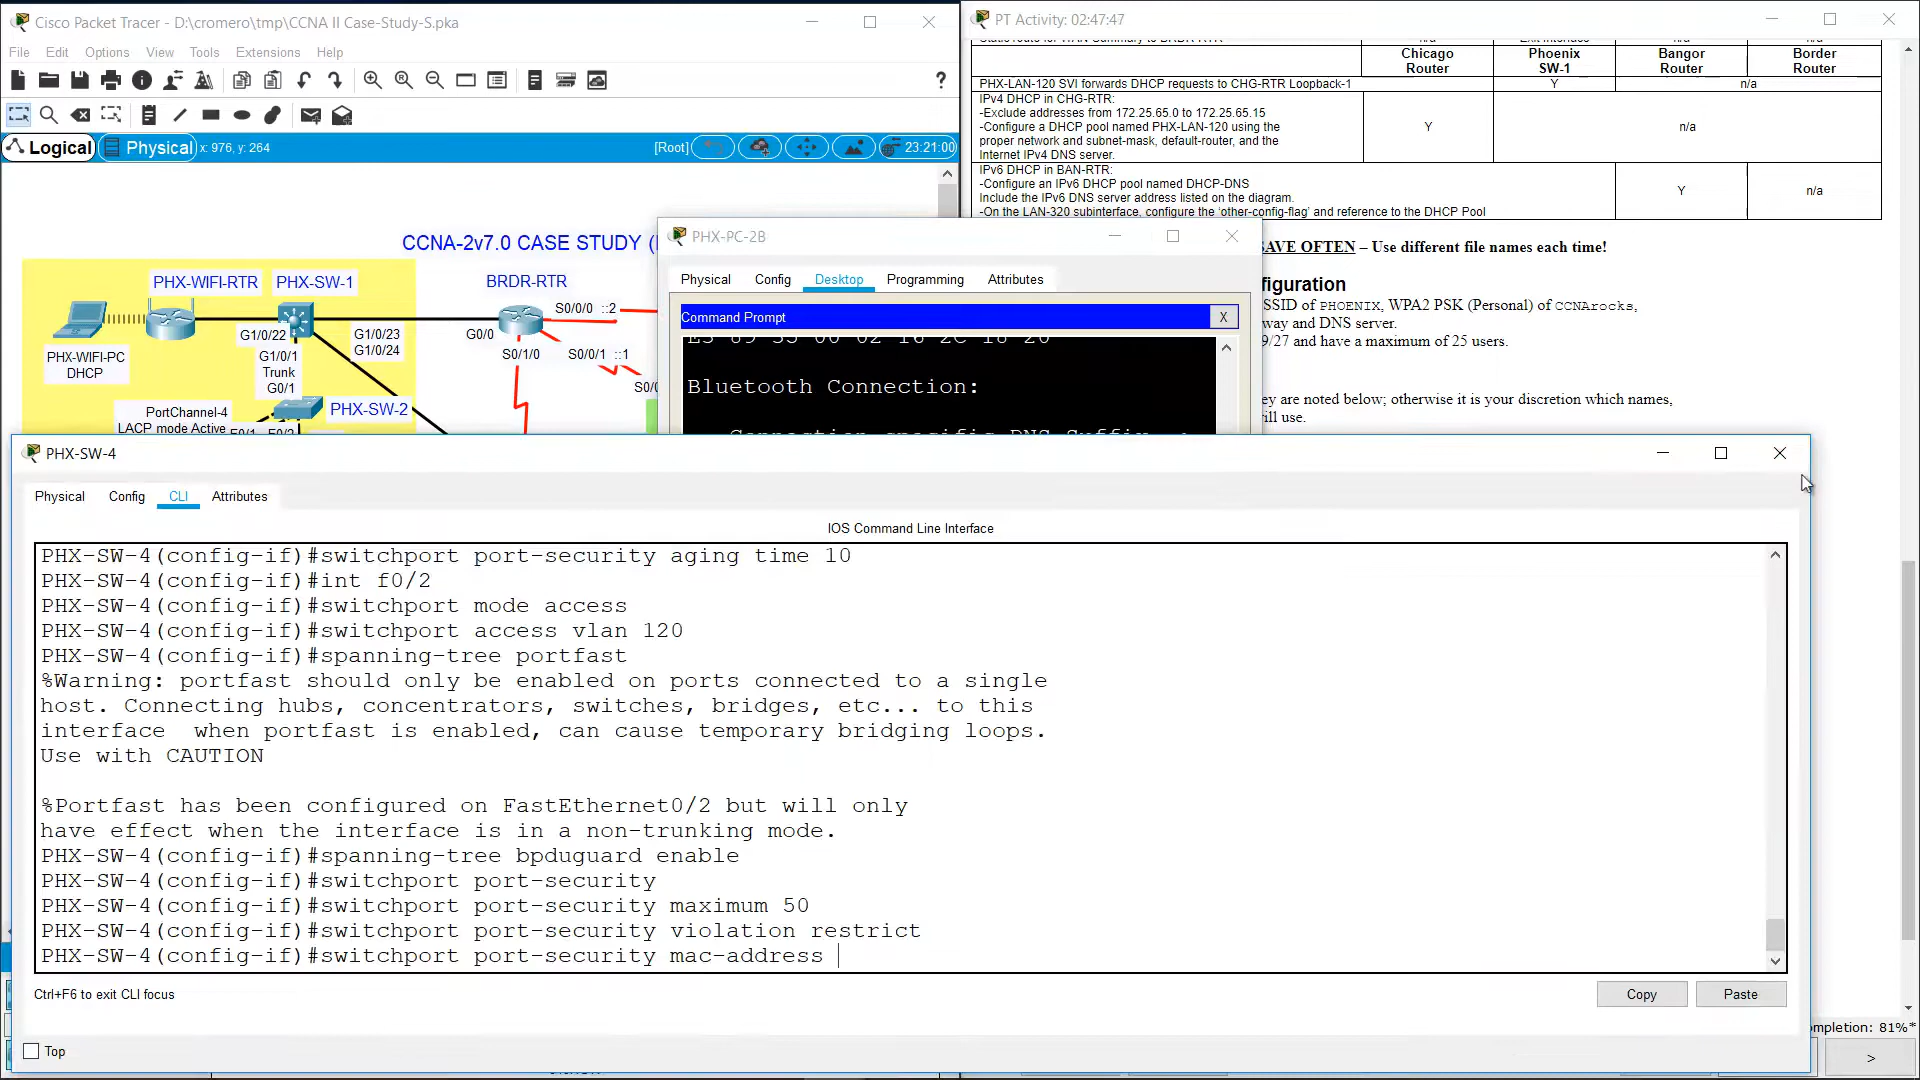 Cisco Packet Tracer - D:\cromero\tmp\CCNA II Case-Study-S.pka
File Edit Options View Tools Extensions Help
?
Logical
Physical x: 976, y: 264
[Root]
23:21:00
CCNA-2v7.0 CASE STUDY (
PHX-WIFI-RTR
PHX-SW-1
BRDR-RTR
S0/0/0 ::2
G1/0/22
G1/0/23
G1/0/24
G0/0
PHX-WIFI-PC
DHCP
G1/0/1
Trunk
G0/1
S0/1/0
S0/0/1 ::1
PortChannel-4
LACP mode Active
PHX-SW-2
PT Activity: 02:47:47
Chicago
Router
Phoenix
SW-1
Bangor
Router
Border
Router
PHX-LAN-120 SVI forwards DHCP requests to CHG-RTR Loopback-1
Y
n/a
IPv4 DHCP in CHG-RTR:
-Exclude addresses from 172.25.65.0 to 172.25.65.15
-Configure a DHCP pool named PHX-LAN-120 using the
proper network and subnet-mask, default-router, and the
Internet IPv4 DNS server.
Y
n/a
IPv6 DHCP in BAN-RTR:
-Configure an IPv6 DHCP pool named DHCP-DNS
Include the IPv6 DNS server address listed on the diagram.
-On the LAN-320 subinterface, configure the 'other-config-flag' and reference to the DHCP Pool
Y
n/a
SAVE OFTEN – Use different file names each time!
figuration
SSID of PHOENIX, WPA2 PSK (Personal) of CCNArocks,
way and DNS server.
9/27 and have a maximum of 25 users.
ey are noted below; otherwise it is your discretion which names,
ill use.
PHX-PC-2B
Physical Config Desktop Programming Attributes
Command Prompt
X
Bluetooth Connection:
PHX-SW-4
Physical Config CLI Attributes
IOS Command Line Interface
PHX-SW-4(config-if)#switchport port-security aging time 10
PHX-SW-4(config-if)#int f0/2
PHX-SW-4(config-if)#switchport mode access
PHX-SW-4(config-if)#switchport access vlan 120
PHX-SW-4(config-if)#spanning-tree portfast
%Warning: portfast should only be enabled on ports connected to a single
host. Connecting hubs, concentrators, switches, bridges, etc... to this
interface  when portfast is enabled, can cause temporary bridging loops.
Use with CAUTION
%Portfast has been configured on FastEthernet0/2 but will only
have effect when the interface is in a non-trunking mode.
PHX-SW-4(config-if)#spanning-tree bpduguard enable
PHX-SW-4(config-if)#switchport port-security
PHX-SW-4(config-if)#switchport port-security maximum 50
PHX-SW-4(config-if)#switchport port-security violation restrict
PHX-SW-4(config-if)#switchport port-security mac-address
Ctrl+F6 to exit CLI focus
Copy
Paste
Top
ompletion: 81%*
>